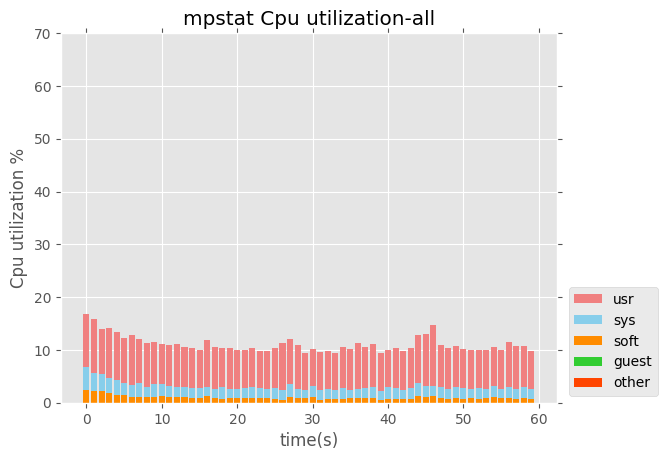 mpstat Cpu utilization-all
70
60
50
40
30
20
10
0
Cpu utilization %
0 10 20 30 40 50 60
time(s)
usr
sys
soft
guest
other